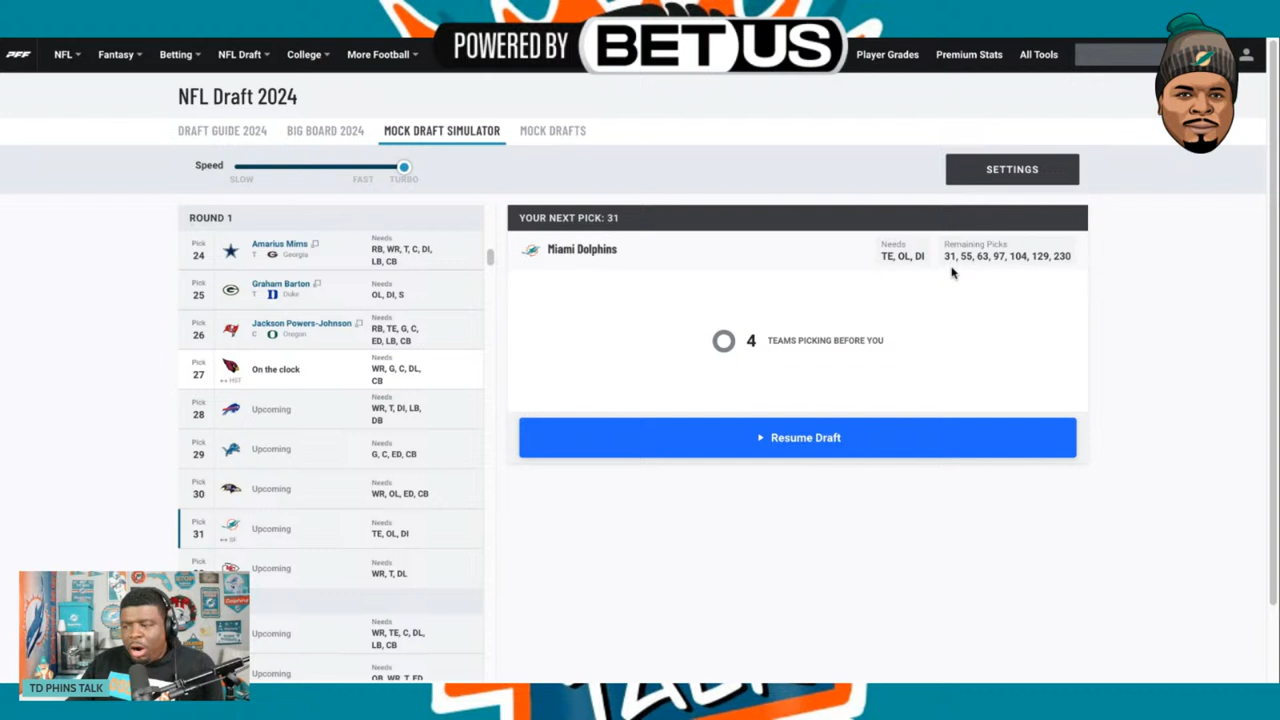 POWERED BY BETUS
PFF NFL Fantasy Betting NFL Draft College More Football Player Grades Premium Stats All Tools
NFL Draft 2024
DRAFT GUIDE 2024 BIG BOARD 2024 MOCK DRAFT SIMULATOR MOCK DRAFTS
Speed
SLOW FAST TURBO
SETTINGS
ROUND 1
Pick 24
Amarius Mims
T G Georgia
Needs
RB, WR, T, C, DI,
LB, CB
Pick 25
Graham Barton
T D Duke
Needs
OL, DI, S
Pick 26
Jackson Powers-Johnson
C O Oregon
Needs
RB, TE, G, C,
ED, LB, CB
Pick 27
HST
On the clock
Needs
WR, G, C, DL,
CB
Pick 28
Upcoming
Needs
WR, T, DI, LB,
DB
Pick 29
Upcoming
Needs
G, C, ED, CB
Pick 30
Upcoming
Needs
WR, OL, ED, CB
Pick 31
SF
Upcoming
Needs
TE, OL, DI
Upcoming
Needs
WR, T, DL
Upcoming
Needs
WR, TE, C, DL,
LB, CB
Upcoming
Needs
QB, WR, T, ED
YOUR NEXT PICK: 31
Miami Dolphins
Needs
TE, OL, DI
Remaining Picks:
31, 55, 63, 97, 104, 129, 230
4 TEAMS PICKING BEFORE YOU
Resume Draft
TD PHINS TALK
TALK